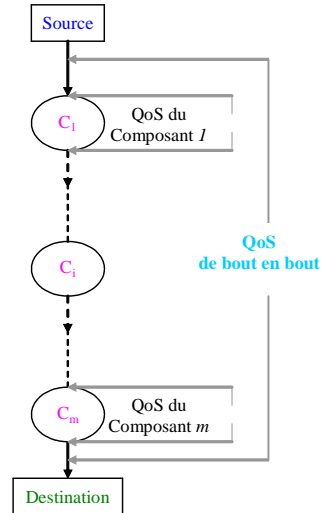 Source
C1
QoS du
Composant 1
Ci
QoS
de bout en bout
Cm
QoS du
Composant m
Destination